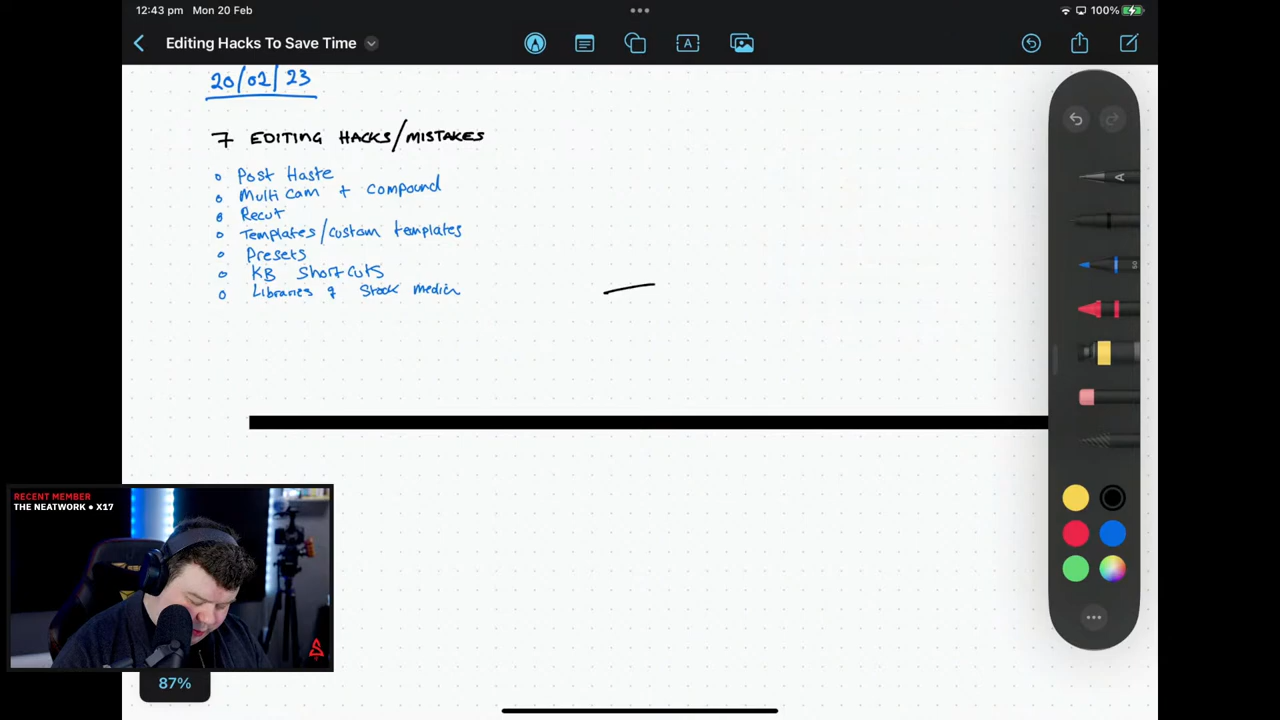 12:43 pm Mon 20 Feb
100%
Editing Hacks To Save Time
A
20/02/23
7 EDITING HACKS/MISTAKES
Post Haste
Multi Cam + Compound
Recut
Templates/custom templates
Presets
KB Shortcuts
Libraries & Stock Media
A
50
RECENT MEMBER
THE NEATWORK ● X17
87%